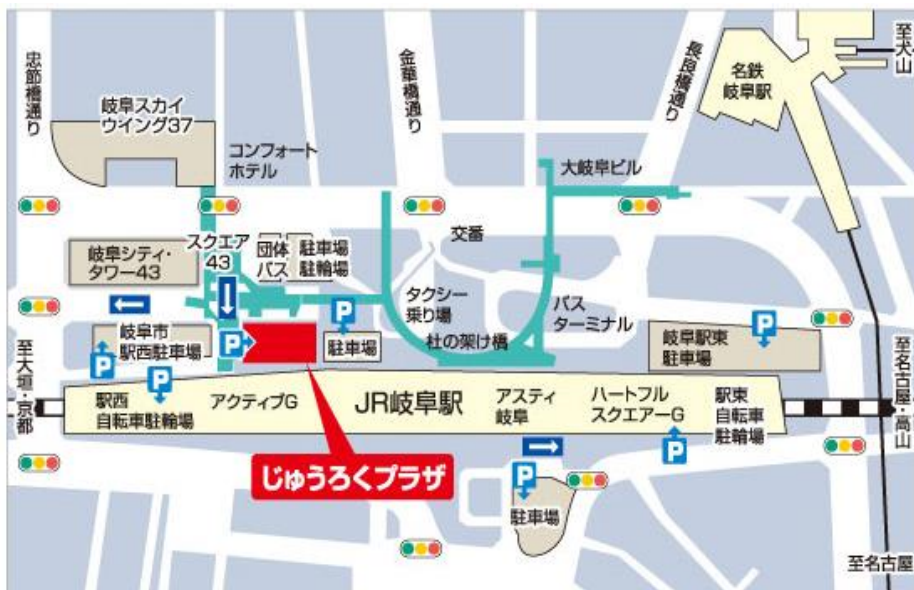 忠節橋通り
金華橋通り
長良橋通り
至犬山
名鉄
岐阜駅
岐阜スカイ
ウイング37
コンフォート
ホテル
大岐阜ビル
岐阜シティ・
タワー43
スクエア
43
団体
バス
駐車場
駐輪場
交番
タクシー
乗り場
バス
ターミナル
杜の架け橋
岐阜市
駅西駐車場
P
P
P
駐車場
P
岐阜駅東
駐車場
至大垣・京都
至名古屋・高山
P
駅西
自転車駐輪場
アクティブG
JR岐阜駅
アスティ
岐阜
ハートフル
スクエアーG
駅東
自転車
駐輪場
P
じゅうろくプラザ
P
駐車場
至名古屋